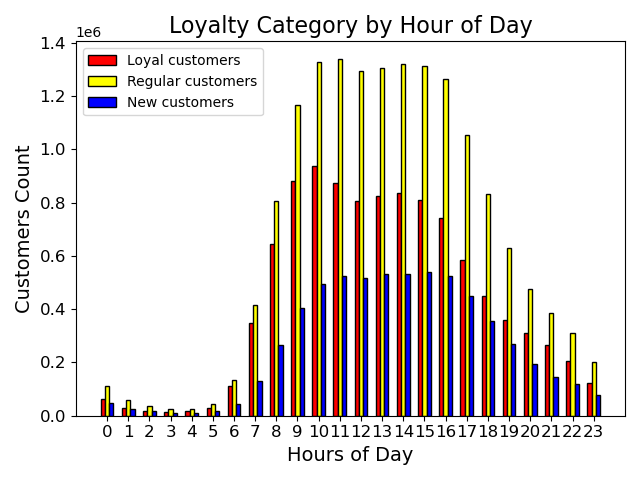 Loyalty Category by Hour of Day
1e6
Loyal customers
Regular customers
New customers
1.4
1.2
1.0
0.8
0.6
0.4
0.2
0.0
Customers Count
0 1 2 3 4 5 6 7 8 9 10 11 12 13 14 15 16 17 18 19 20 21 22 23
Hours of Day